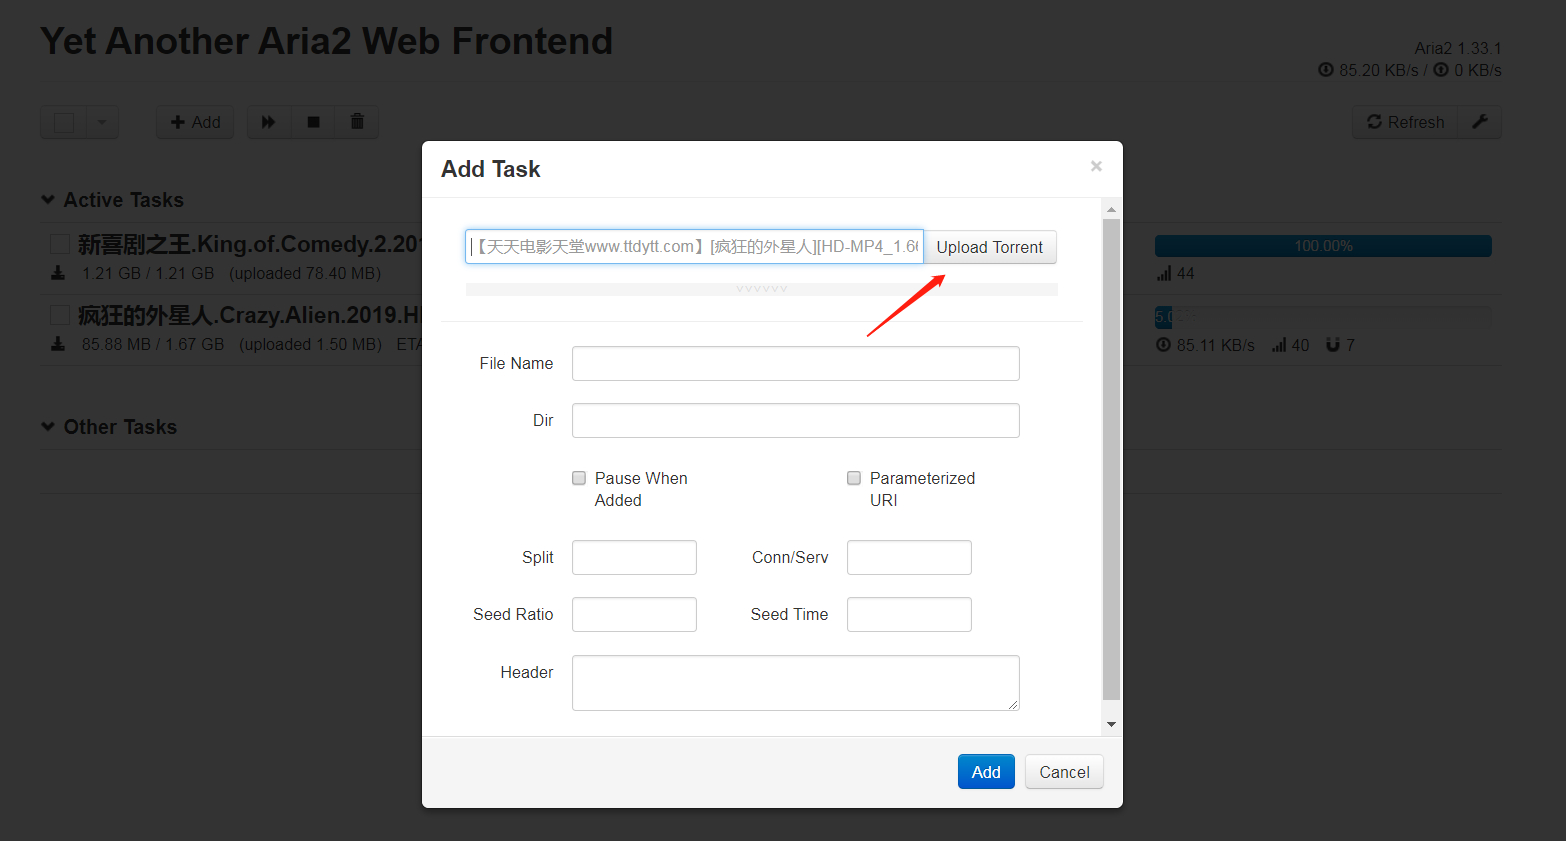 Yet Another Aria2 Web Frontend
Aria2 1.33.1
85.20 KB/s / 0 KB/s
Add
Refresh
Add Task
×
Active Tasks
新喜剧之王.King.of.Comedy.2.20
1.21 GB / 1.21 GB (uploaded 78.40 MB)
【天天电影天堂www.ttdytt.com】[疯狂的外星人][HD-MP4_1.66
Upload Torrent
100.00%
44
疯狂的外星人.Crazy.Alien.2019.H
85.88 MB / 1.67 GB (uploaded 1.50 MB) ETA
85.11 KB/s 40 7
File Name
Dir
Other Tasks
Pause When
Added
Parameterized
URI
Split
Conn/Serv
Seed Ratio
Seed Time
Header
Add
Cancel